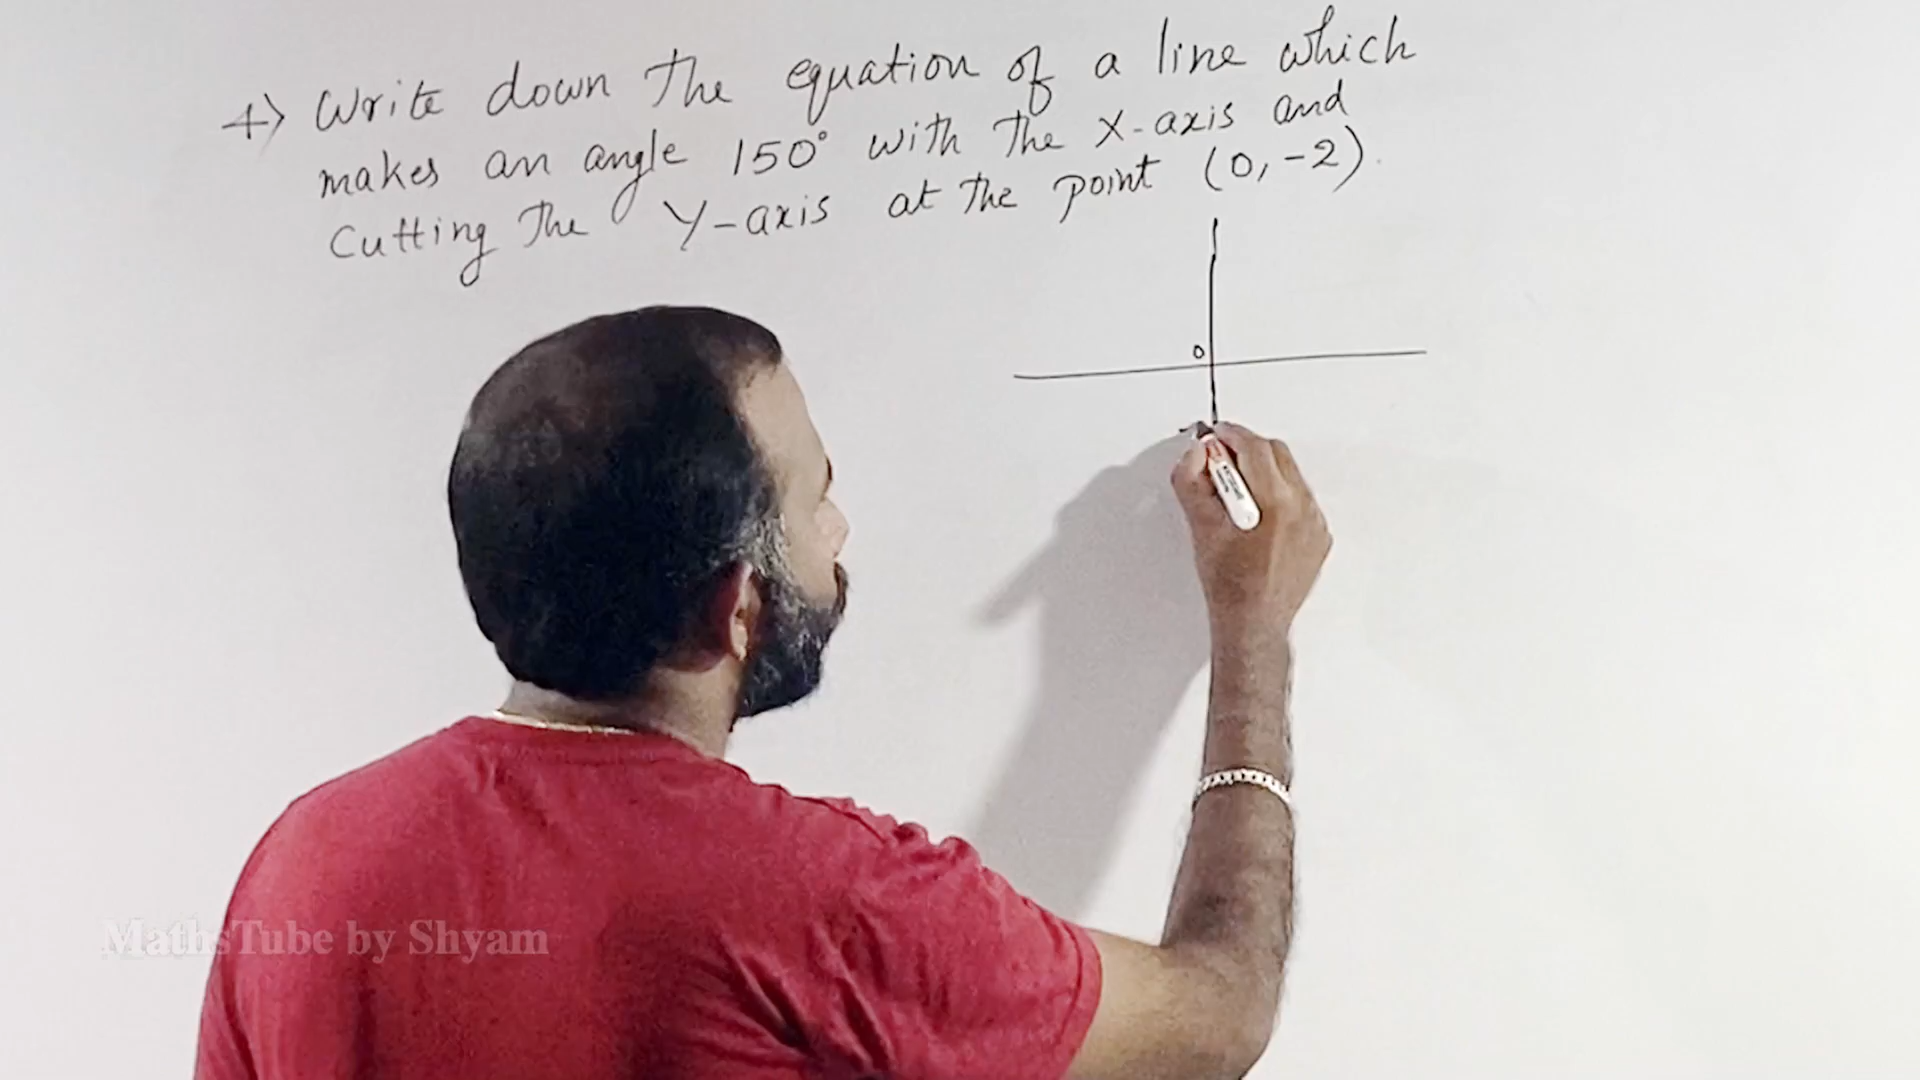 4) Write down the equation of a line which
makes an angle 150° with the X-axis and
Cutting the Y-axis at the point (0, -2).
0
MathsTube by Shyam